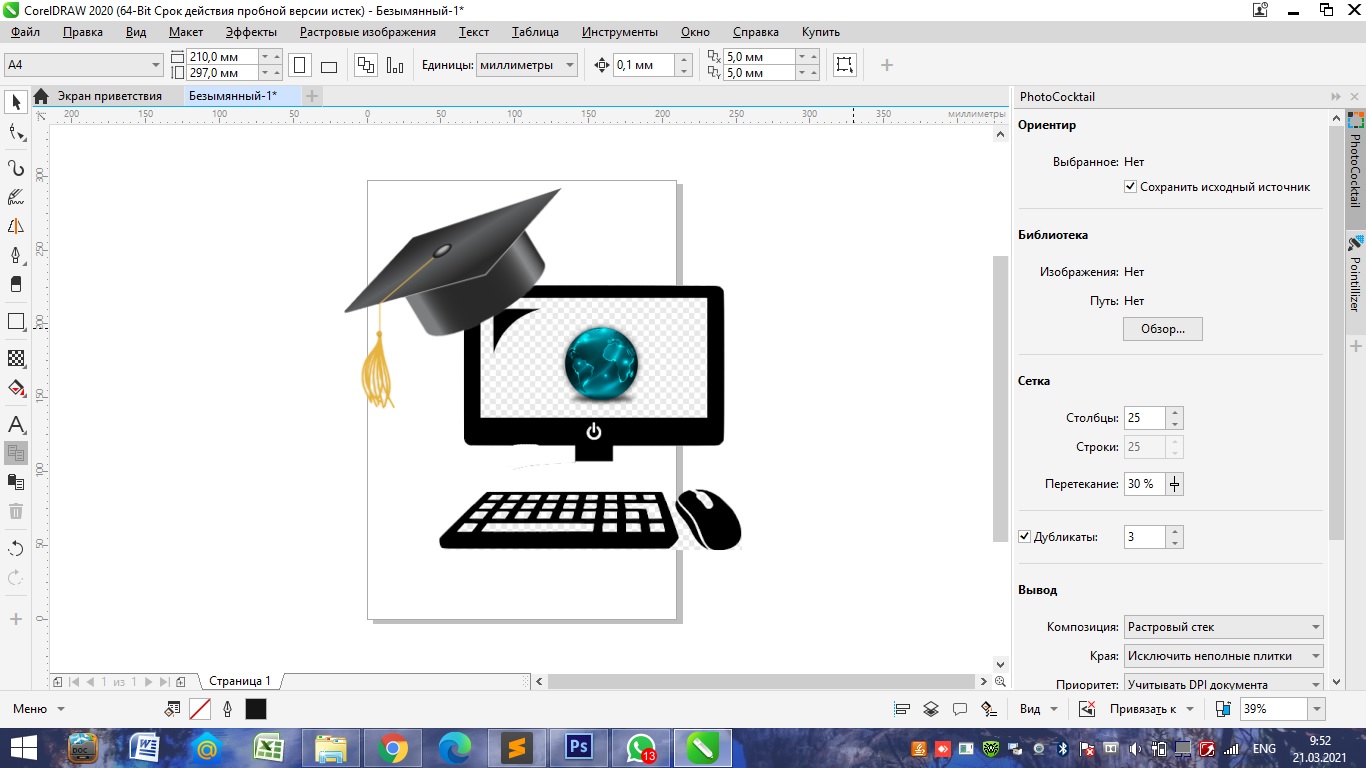 CorelDRAW 2020 (64-Bit Срок действия пробной версии истек) - Безымянный-1*
Файл Правка Вид Макет Эффекты Растровые изображения Текст Таблица Инструменты Окно Справка Купить
A4
210,0 мм
297,0 мм
Единицы: миллиметры
0,1 мм
5,0 мм
5,0 мм
Экран приветствия
Безымянный-1*
200 150 100 50 0 50 100 150 200 250 300 350 миллиметры
300
250
200
150
100
50
0
PhotoCocktail
Ориентир
Выбранное: Нет
Сохранить исходный источник
Библиотека
Изображения: Нет
Путь: Нет
Обзор...
Сетка
Столбцы: 25
Строки: 25
Перетекание: 30 %
Дубликаты: 3
Вывод
Композиция: Растровый стек
Края: Исключить неполные плитки
Приоритет: Учитывать DPI документа
PhotoCocktail
Pointillizer
1 из 1
Страница 1
Меню
Вид
Привязать к
39%
DOC
Ps
13
ENG
9:52
21.03.2021